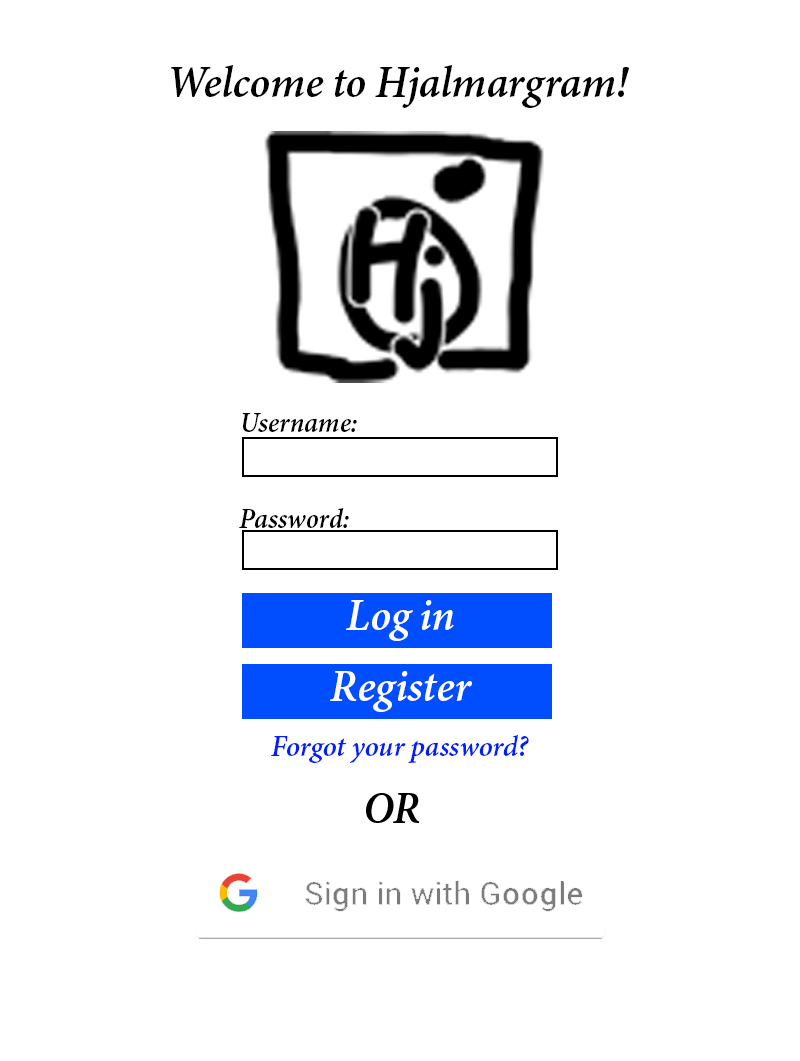 Welcome to Hjalmargram!
Hj
Username:
Password:
Log in
Register
Forgot your password?
OR
G Sign in with Google